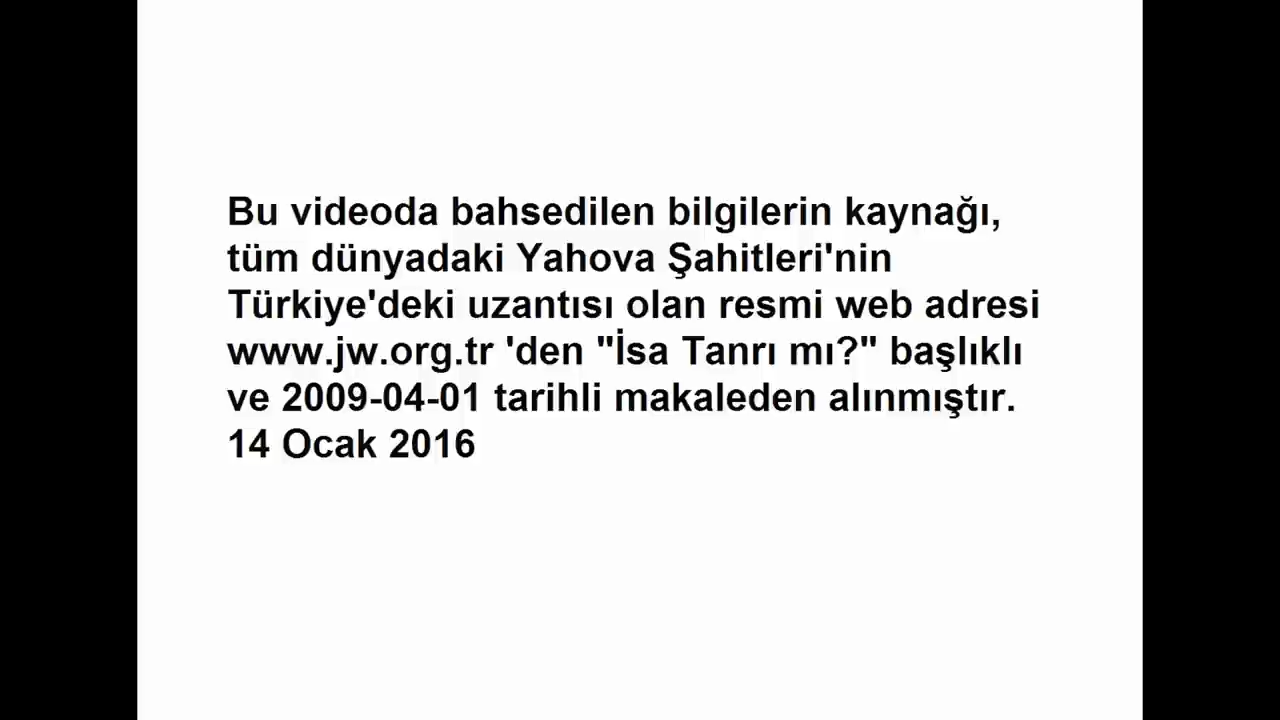 Bu videoda bahsedilen bilgilerin kaynağı,
tüm dünyadaki Yahova Şahitleri'nin
Türkiye'deki uzantısı olan resmi web adresi
www.jw.org.tr 'den "İsa Tanrı mı?" başlıklı
ve 2009-04-01 tarihli makaleden alınmıştır.
14 Ocak 2016